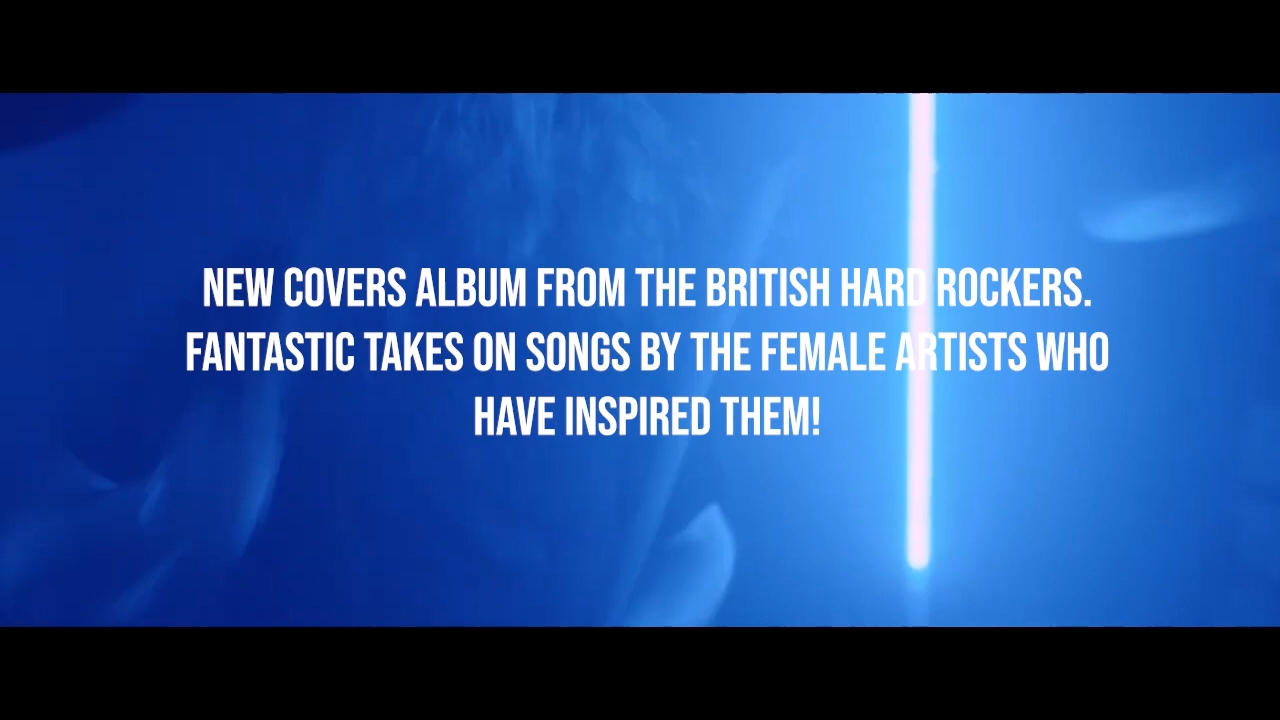 NEW COVERS ALBUM FROM THE BRITISH HARD ROCKERS.
FANTASTIC TAKES ON SONGS BY THE FEMALE ARTISTS WHO
HAVE INSPIRED THEM!